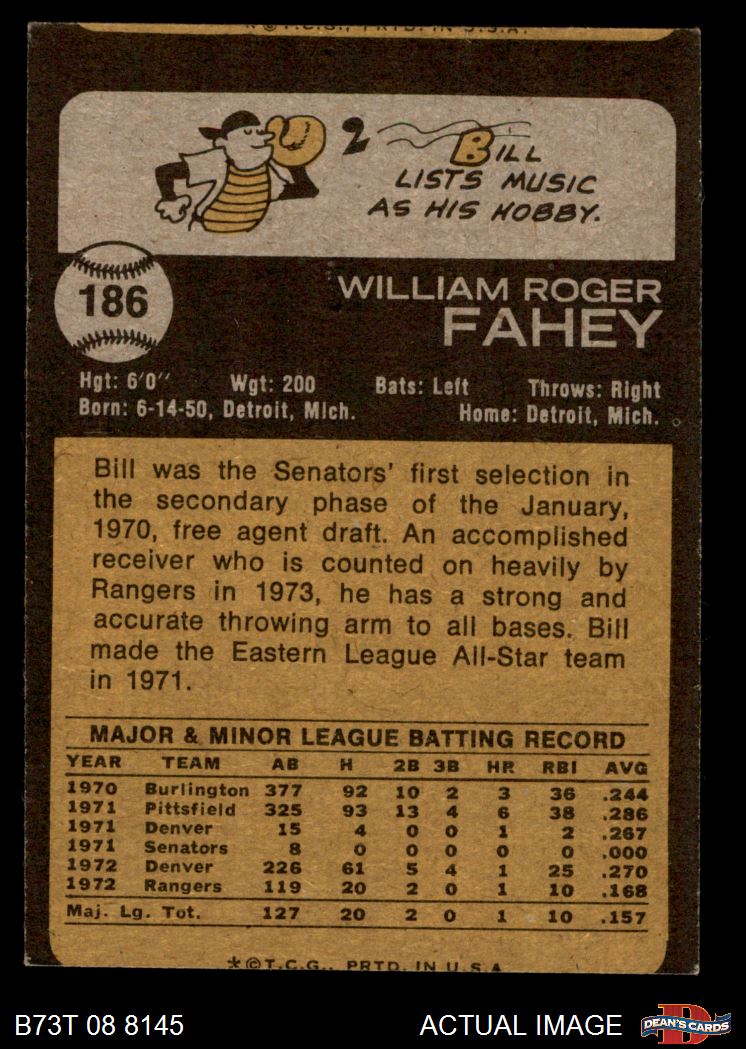 *©T.C.G., PRTD. IN U.S.A.
2 BILL
LISTS MUSIC
AS HIS HOBBY.
186
WILLIAM ROGER
FAHEY
Hgt: 6'0" Wgt: 200 Bats: Left Throws: Right
Born: 6-14-50, Detroit, Mich. Home: Detroit, Mich.
Bill was the Senators' first selection in
the secondary phase of the January,
1970, free agent draft. An accomplished
receiver who is counted on heavily by
Rangers in 1973, he has a strong and
accurate throwing arm to all bases. Bill
made the Eastern League All-Star team
in 1971.
MAJOR & MINOR LEAGUE BATTING RECORD
YEAR TEAM AB H 2B 3B HR RBI AVG
1970 Burlington 377 92 10 2 3 36 .244
1971 Pittsfield 325 93 13 4 6 38 .286
1971 Denver 15 4 0 0 1 2 .267
1971 Senators 8 0 0 0 0 0 .000
1972 Denver 226 61 5 4 1 25 .270
1972 Rangers 119 20 2 0 1 10 .168
Maj. Lg. Tot. 127 20 2 0 1 10 .157
*©T.C.G., PRTD. IN U.S.A
B73T 08 8145 ACTUAL IMAGE DEAN'S CARDS